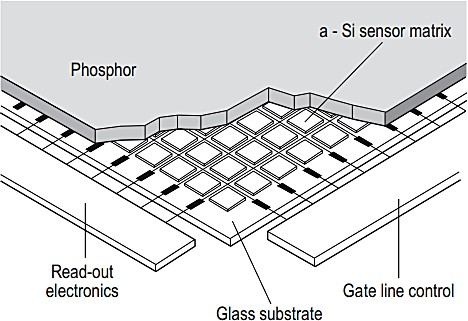 a - Si sensor matrix
Phosphor
Read-out
electronics
Gate line control
Glass substrate